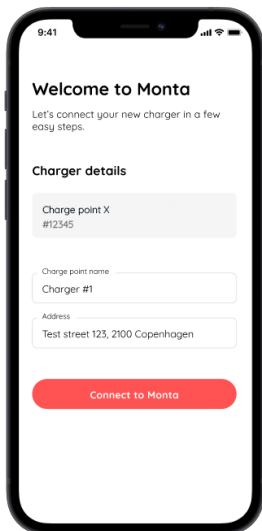 9:41
Welcome to Monta
Let's connect your new charger in a few
easy steps.
Charger details
Charge point X
#12345
Charge point name
Charger #1
Address
Test street 123, 2100 Copenhagen
Connect to Monta